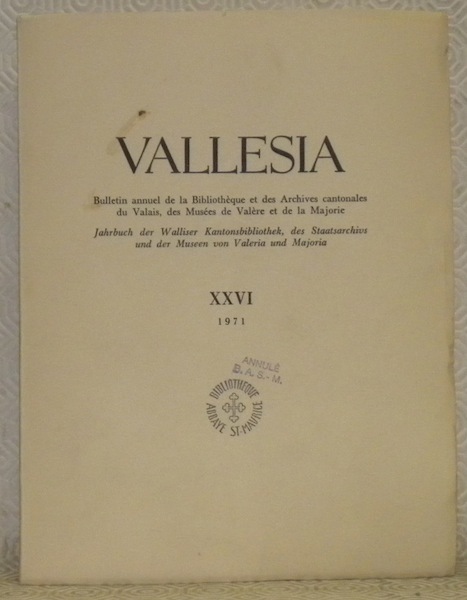 VALLESIA
Bulletin annuel de la Bibliothèque et des Archives cantonales
du Valais, des Musées de Valère et de la Majorie
Jahrbuch der Walliser Kantonsbibliothek, des Staatsarchivs
und der Museen von Valeria und Majoria
XXVI
1971
ANNULÉ
B. A. S.-M.
BIBLIOTHEQUE
ABBAYE ST-MAURICE